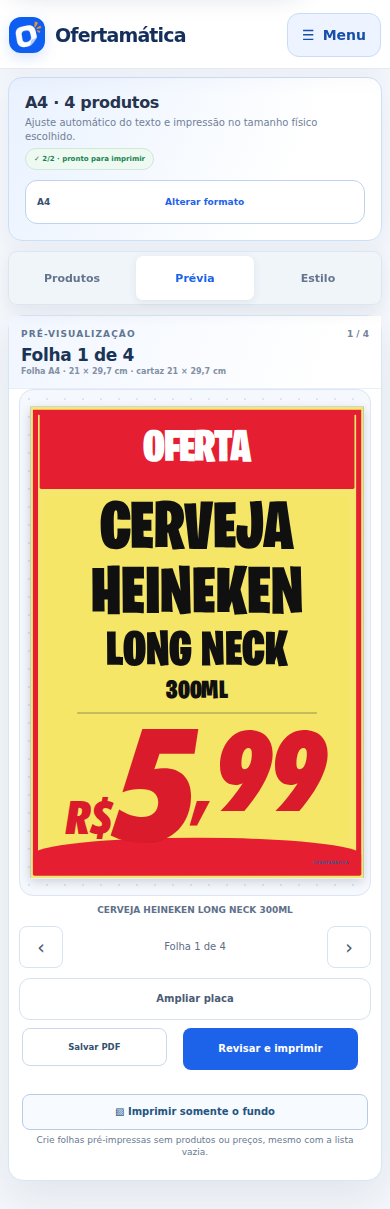 Ofertamática
☰ Menu
A4 · 4 produtos
Ajuste automático do texto e impressão no tamanho físico
escolhido.
✓ 2/2 · pronto para imprimir
A4 Alterar formato
Produtos Prévia Estilo
PRÉ-VISUALIZAÇÃO 1 / 4
Folha 1 de 4
Folha A4 · 21 × 29,7 cm · cartaz 21 × 29,7 cm
OFERTA
CERVEJA
HEINEKEN
LONG NECK
300ML
R$5,99
CERVEJA HEINEKEN LONG NECK 300ML
‹ Folha 1 de 4 ›
Ampliar placa
Salvar PDF Revisar e imprimir
▧ Imprimir somente o fundo
Crie folhas pré-impressas sem produtos ou preços, mesmo com a lista
vazia.